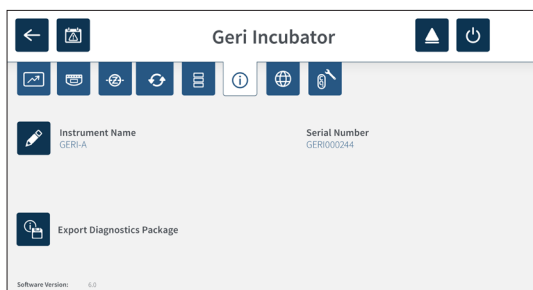 Geri Incubator
Instrument Name
GERI-A
Serial Number
GERI000244
Export Diagnostics Package
Software Version: 6.0